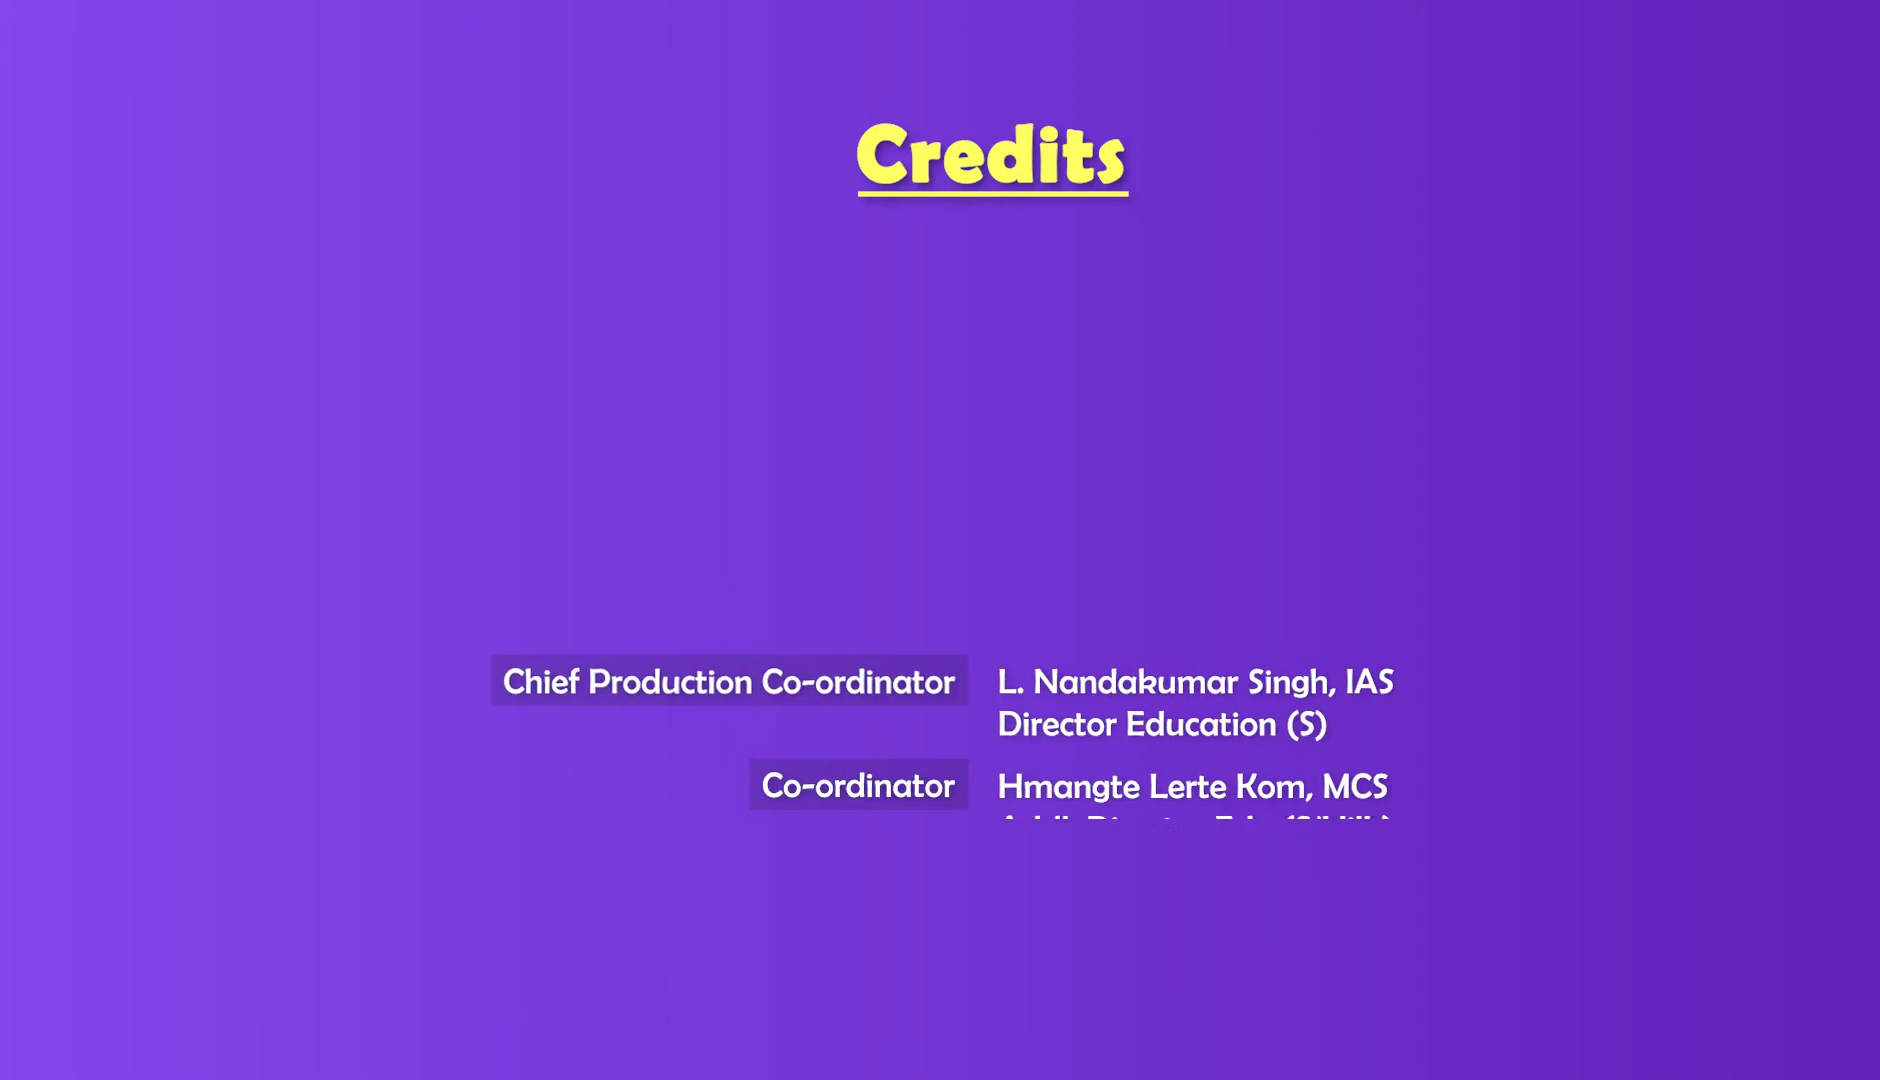 Credits
Chief Production Co-ordinator L. Nandakumar Singh, IAS
Director Education (S)
Co-ordinator Hmangte Lerte Kom, MCS